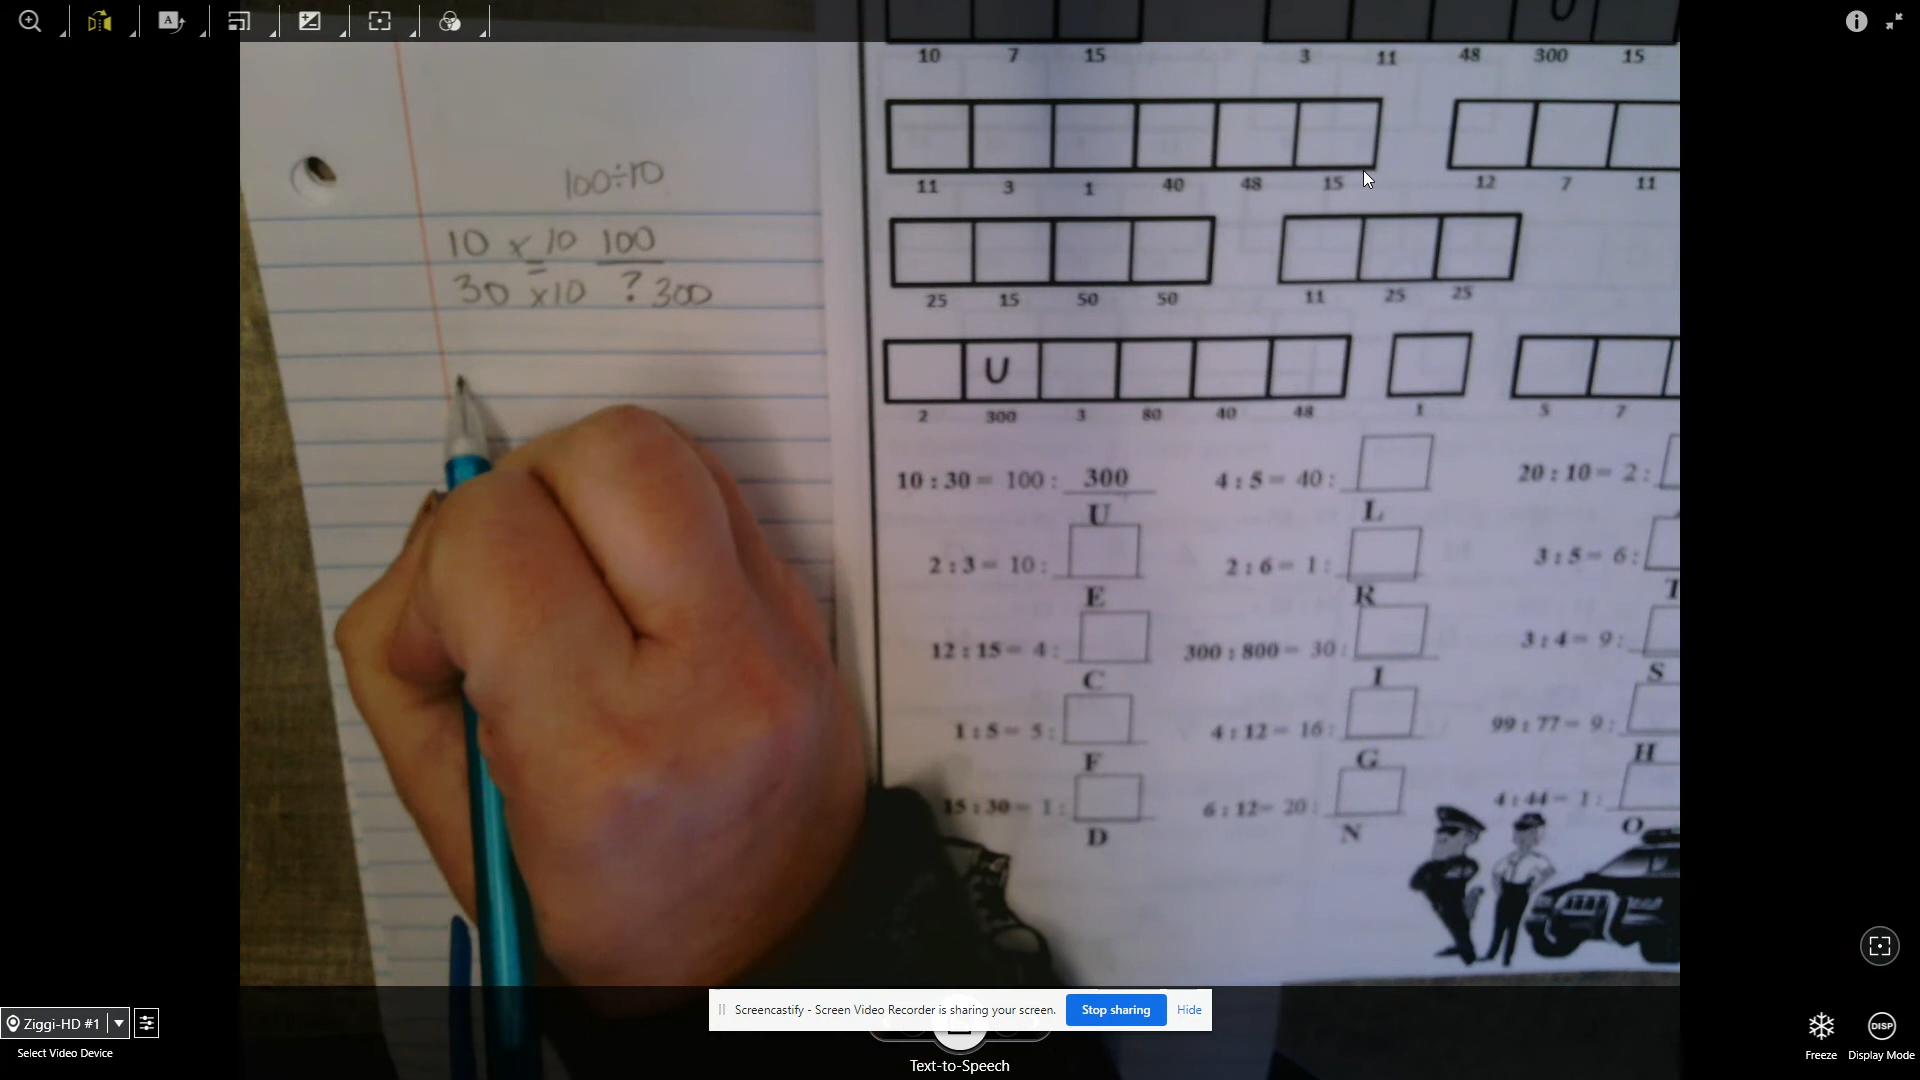 A
10 7 15 3 11 48 300 15
11 3 1 40 48 15 12 7 11
25 15 50 50 11 25 25
U
2 300 3 80 40 48 1 5 7
100÷10
10 x 10 100
=
30 x10 ? 300
10 : 30 = 100 : 300
U
4 : 5 = 40 :
L
20 : 10 = 2 :
2 : 3 = 10 :
E
2 : 6 = 1 :
R
3 : 5 = 6 :
T
12 : 15 = 4 :
C
300 : 800 = 30 :
I
3 : 4 = 9 :
S
1 : 5 = 5 :
F
4 : 12 = 16 :
G
99 : 77 = 9 :
H
15 : 30 = 1 :
D
6 : 12 = 20 :
N
4 : 44 = 1 :
O
Screencastify - Screen Video Recorder is sharing your screen.
Stop sharing
Hide
Text-to-Speech
Ziggi-HD #1
Select Video Device
DISP
Freeze
Display Mode